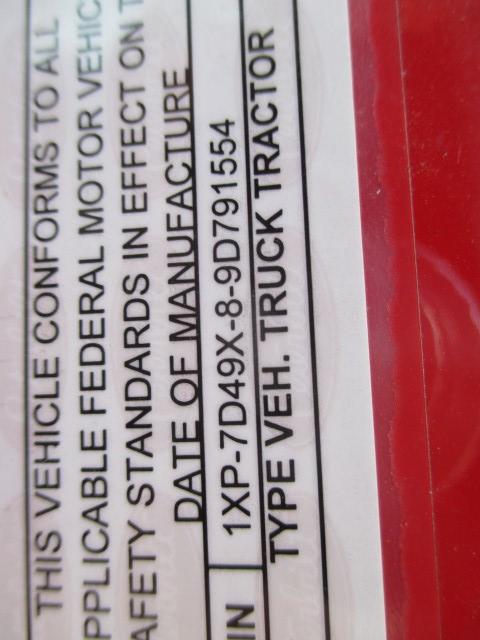 THIS VEHICLE CONFORMS TO ALL
PPLICABLE FEDERAL MOTOR VEHIC
AFETY STANDARDS IN EFFECT ON T
DATE OF MANUFACTURE
IN 1XP-7D49X-8-9D791554
TYPE VEH. TRUCK TRACTOR